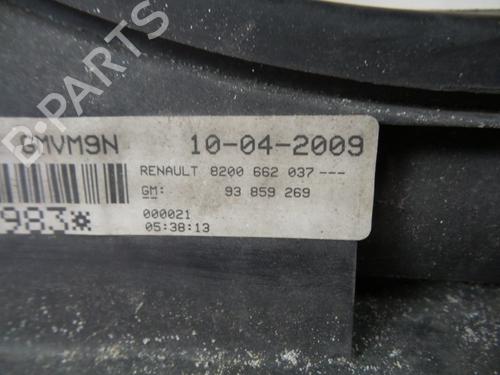 B-PARTS
GMVM9N 10-04-2009
RENAULT 8200 662 037 ---
GM: 93 859 269
983*
000021
05:38:13